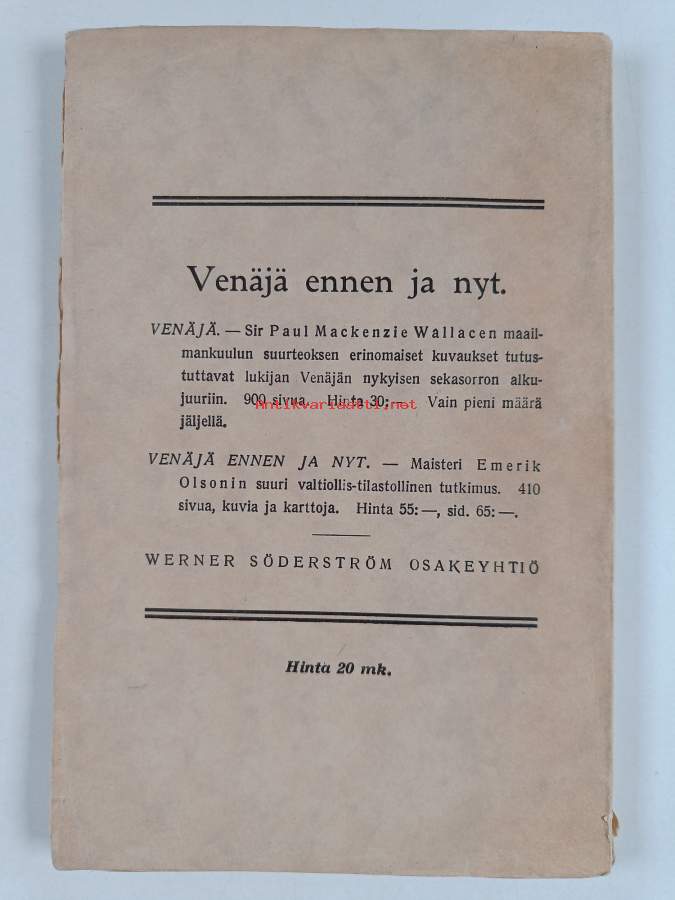 Venäjä ennen ja nyt.
VENÄJÄ. — Sir Paul Mackenzie Wallacen maail-
mankuulun suurteoksen erinomaiset kuvaukset tutus-
tuttavat lukijan Venäjän nykyisen sekasorron alku-
juuriin. 900 sivua. Hinta 30:—. Vain pieni määrä
Antikvariaatti.net
jäljellä.
VENÄJÄ ENNEN JA NYT. — Maisteri Emerik
Olsonin suuri valtiollis-tilastollinen tutkimus. 410
sivua, kuvia ja karttoja. Hinta 55:—, sid. 65:—.
WERNER SÖDERSTRÖM OSAKEYHTIÖ
Hinta 20 mk.